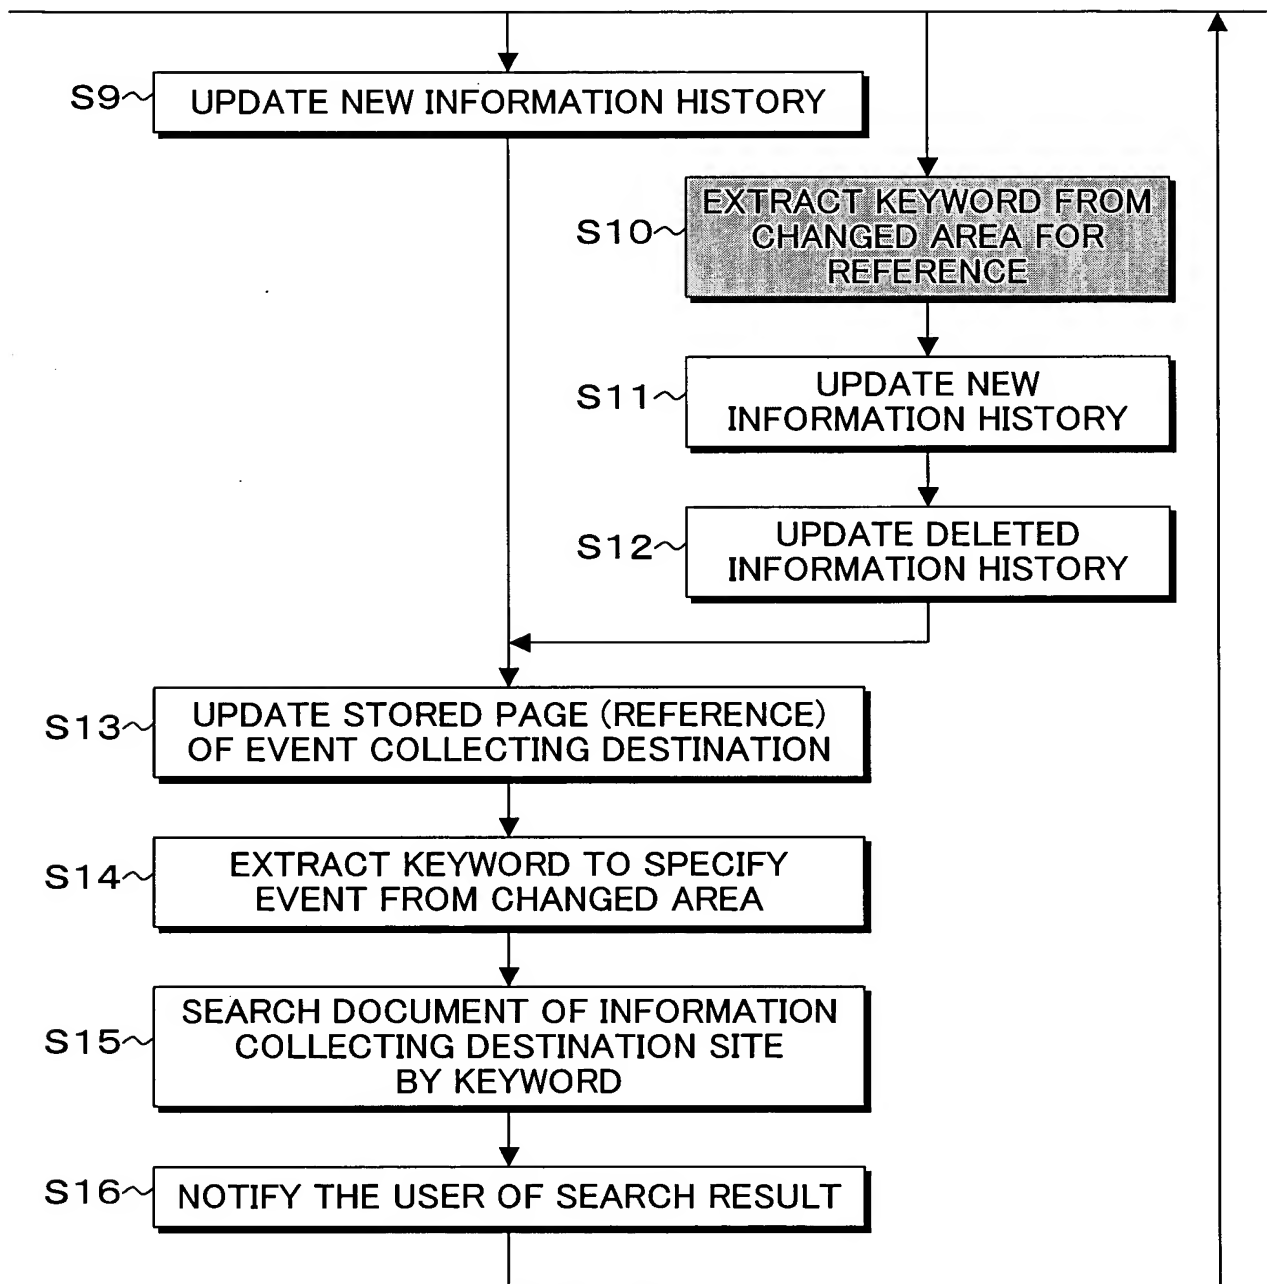 S9
UPDATE NEW INFORMATION HISTORY
S10
EXTRACT KEYWORD FROM
CHANGED AREA FOR
REFERENCE
S11
UPDATE NEW
INFORMATION HISTORY
S12
UPDATE DELETED
INFORMATION HISTORY
S13
UPDATE STORED PAGE (REFERENCE)
OF EVENT COLLECTING DESTINATION
S14
EXTRACT KEYWORD TO SPECIFY
EVENT FROM CHANGED AREA
S15
SEARCH DOCUMENT OF INFORMATION
COLLECTING DESTINATION SITE
BY KEYWORD
S16
NOTIFY THE USER OF SEARCH RESULT